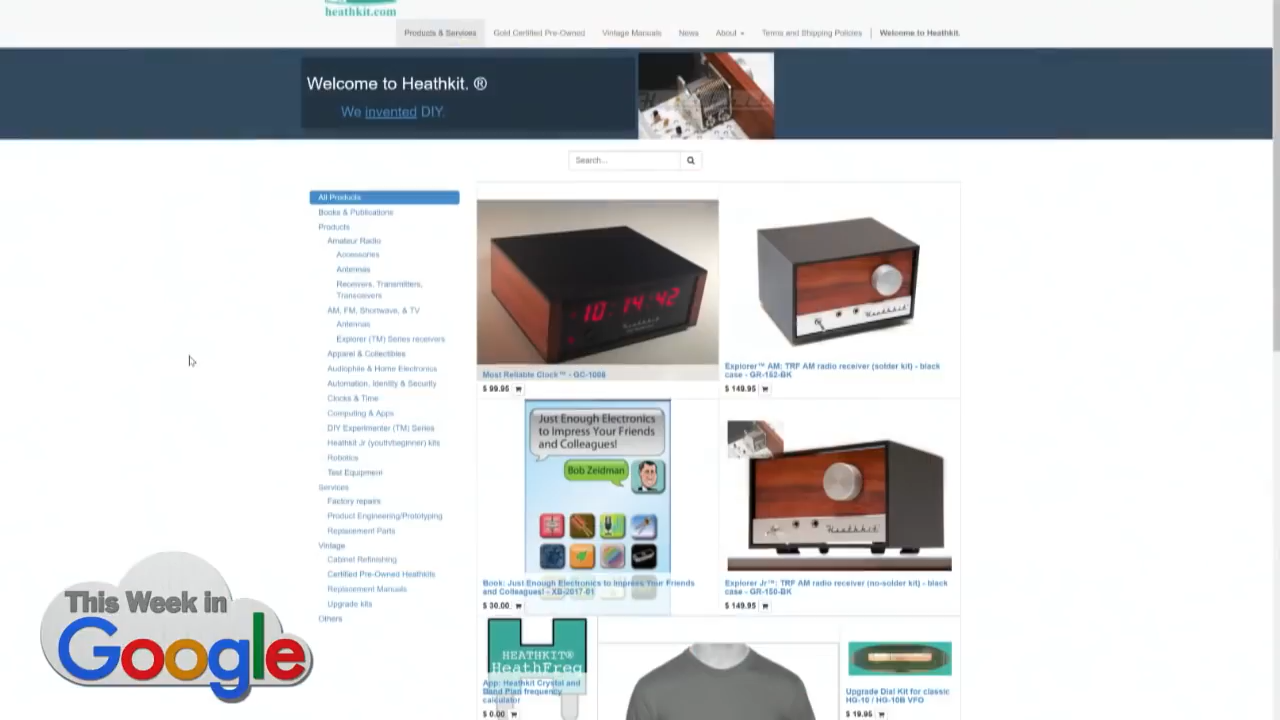 heathkit.com
Products & Services
Gold Certified Pre-Owned
Vintage Manuals
News
About
Terms and Shipping Policies
Welcome to Heathkit.
Welcome to Heathkit. ®
We invented DIY.
Search...
All Products
Books & Publications
Products
Amateur Radio
Accessories
Antennas
Receivers, Transmitters,
Transceivers
AM, FM, Shortwave, & TV
Antennas
Explorer (TM) Series receivers
Apparel & Collectibles
Audiophile & Home Electronics
Automation, Identity & Security
Clocks & Time
Computing & Apps
DIY Experimenter (TM) Series
Heathkit Jr (youth/beginner) kits
Robotics
Test Equipment
Services
Factory repairs
Product Engineering/Prototyping
Replacement Parts
Vintage
Cabinet Refinishing
Certified Pre-Owned Heathkits
Replacement Manuals
Upgrade kits
Others
10:14:42
Heathkit
Most Reliable Clock™ - GC-1006
$ 99.95
Explorer™ AM: TRF AM radio receiver (solder kit) - black
case - GR-152-BK
$ 149.95
Just Enough Electronics
to Impress Your Friends
and Colleagues!
Bob Zeidman
Book: Just Enough Electronics to Impress Your Friends
and Colleagues! - XB-2017-01
$ 30.00
Heathkit
Explorer Jr™: TRF AM radio receiver (no-solder kit) - black
case - GR-150-BK
$ 149.95
HEATHKIT®
HeathFreq
App: Heathkit Crystal and
Band Plan frequency
calculator
$ 0.00
Upgrade Dial Kit for classic
HG-10 / HG-10B VFO
$ 19.95
This Week in
Google